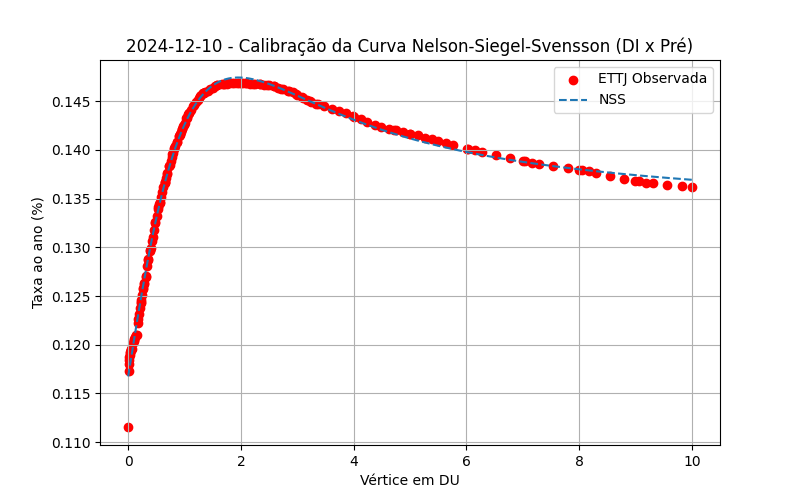 2024-12-10 - Calibração da Curva Nelson-Siegel-Svensson (DI x Pré)
ETTJ Observada
NSS
Taxa ao ano (%)
0.145
0.140
0.135
0.130
0.125
0.120
0.115
0.110
0 2 4 6 8 10
Vértice em DU